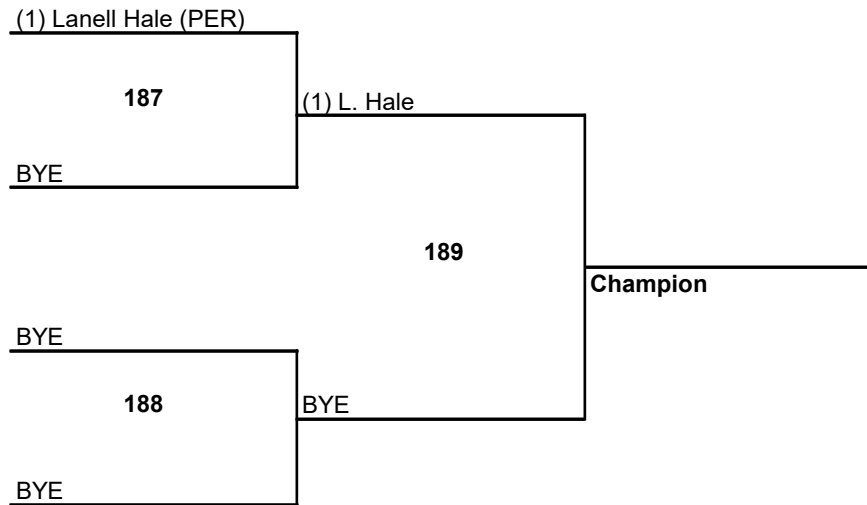 (1) Lanell Hale (PER)
187
(1) L. Hale
BYE
189
Champion
BYE
188
BYE
BYE